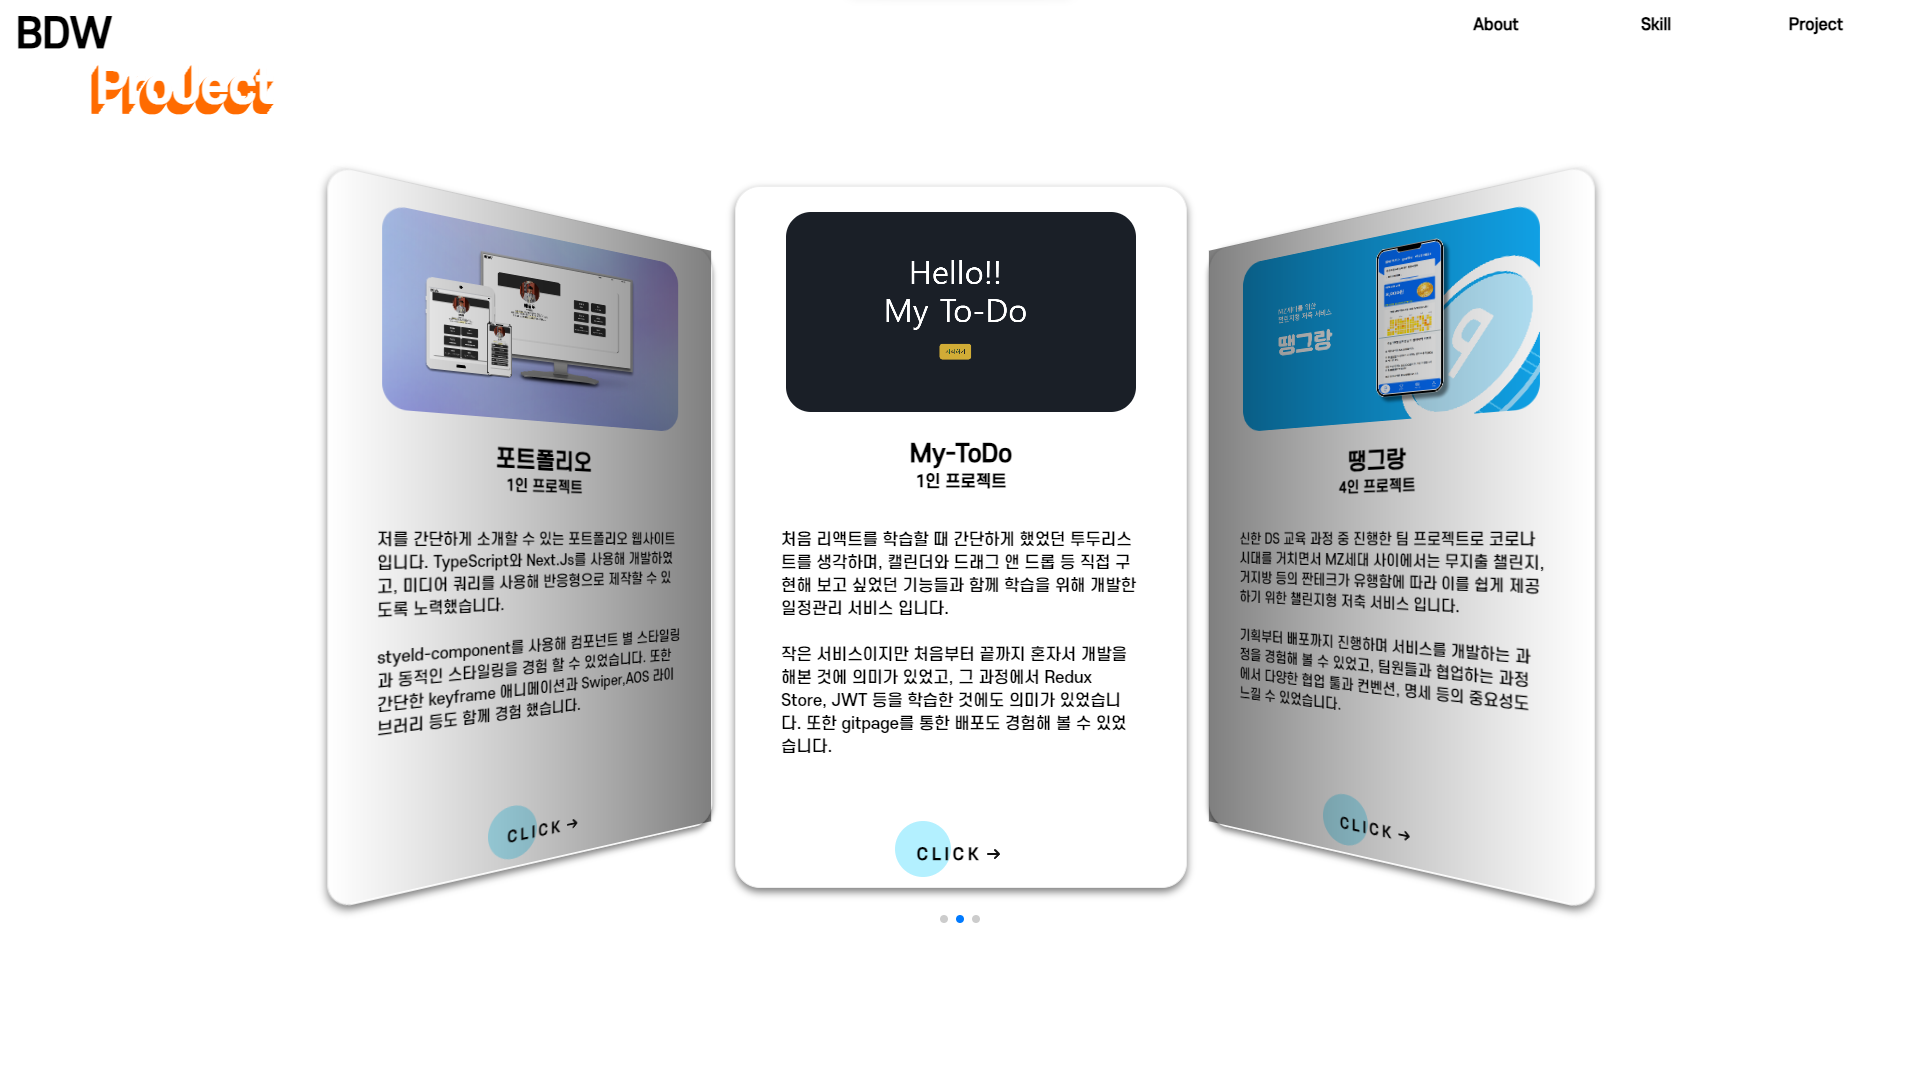 BDW
About
Skill
Project
ProJect
포트폴리오
1인 프로젝트
저를 간단하게 소개할 수 있는 포트폴리오 웹사이트
입니다. TypeScript와 Next.Js를 사용해 개발하였
고, 미디어 쿼리를 사용해 반응형으로 제작할 수 있
도록 노력했습니다.
styeld-component를 사용해 컴포넌트 별 스타일링
과 동적인 스타일링을 경험 할 수 있었습니다. 또한
간단한 keyframe 애니메이션과 Swiper,AOS 라이
브러리 등도 함께 경험 했습니다.
CLICK →
Hello!!
My To-Do
My-ToDo
1인 프로젝트
처음 리액트를 학습할 때 간단하게 했었던 투두리스
트를 생각하며, 캘린더와 드래그 앤 드롭 등 직접 구
현해 보고 싶었던 기능들과 함께 학습을 위해 개발한
일정관리 서비스 입니다.
작은 서비스이지만 처음부터 끝까지 혼자서 개발을
해본 것에 의미가 있었고, 그 과정에서 Redux
Store, JWT 등을 학습한 것에도 의미가 있었습니
다. 또한 gitpage를 통한 배포도 경험해 볼 수 있었
습니다.
CLICK →
MZ세대를 위한
챌린지형 저축 서비스
땡그랑
땡그랑
4인 프로젝트
신한 DS 교육 과정 중 진행한 팀 프로젝트로 코로나
시대를 거치면서 MZ세대 사이에서는 무지출 챌린지,
거지방 등의 짠테크가 유행함에 따라 이를 쉽게 제공
하기 위한 챌린지형 저축 서비스 입니다.
기획부터 배포까지 진행하며 서비스를 개발하는 과
정을 경험해 볼 수 있었고, 팀원들과 협업하는 과정
에서 다양한 협업 툴과 컨벤션, 명세 등의 중요성도
느낄 수 있었습니다.
CLICK →